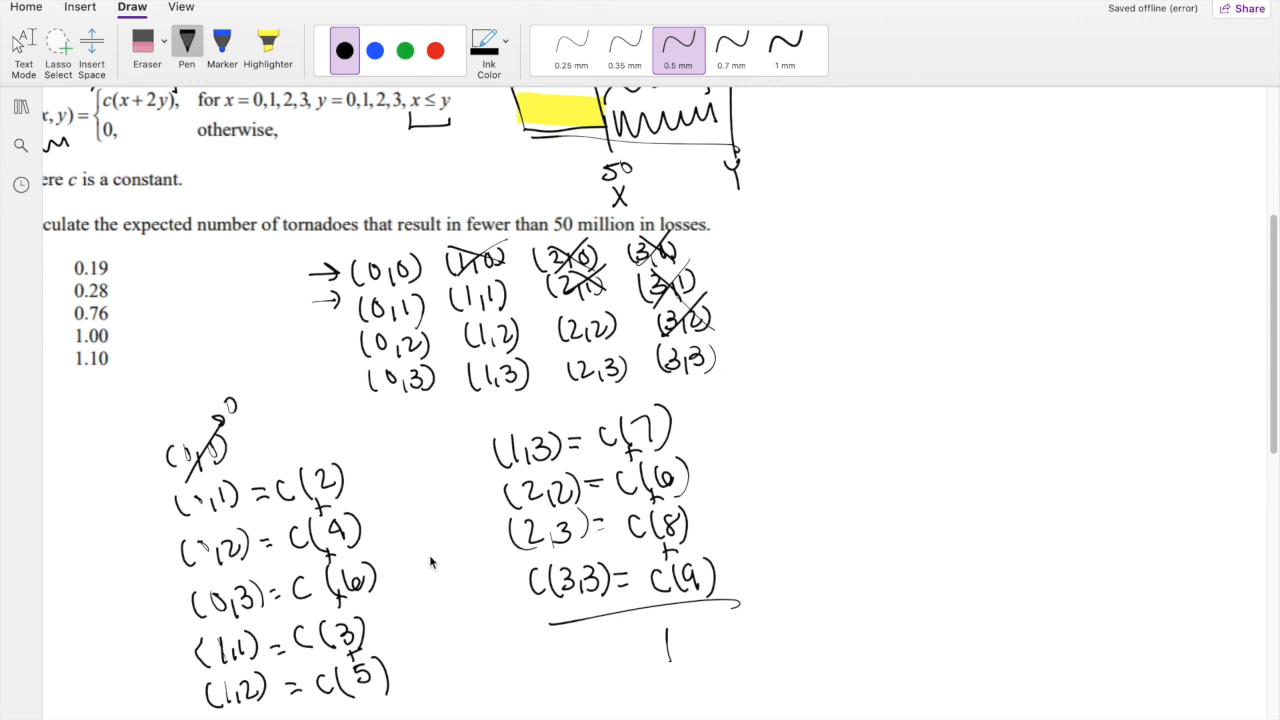 Home Insert Draw View Saved offline (error) Share
Text Mode Lasso Select Insert Space Eraser Pen Marker Highlighter Ink Color 0.25 mm 0.35 mm 0.5 mm 0.7 mm 1 mm
x, y) = { c(x+2y), for x = 0,1,2,3, y = 0,1,2,3, x ≤ y
0, otherwise,
50
X Y
ere c is a constant.
culate the expected number of tornadoes that result in fewer than 50 million in losses.
0.19
0.28
0.76
1.00
1.10
→ (0,0) (1,0) (2,0) (3,0)
→ (0,1) (1,1) (2,1) (3,1)
(0,2) (1,2) (2,2) (3,2)
(0,3) (1,3) (2,3) (3,3)
(0,0) 0
(0,1) = C(2)
+
(0,2) = C(4)
+
(0,3) = C(6)
+
(1,1) = C(3)
+
(1,2) = C(5)
(1,3) = C(7)
+
(2,2) = C(6)
+
(2,3) = C(8)
+
C(3,3) = C(9)
1